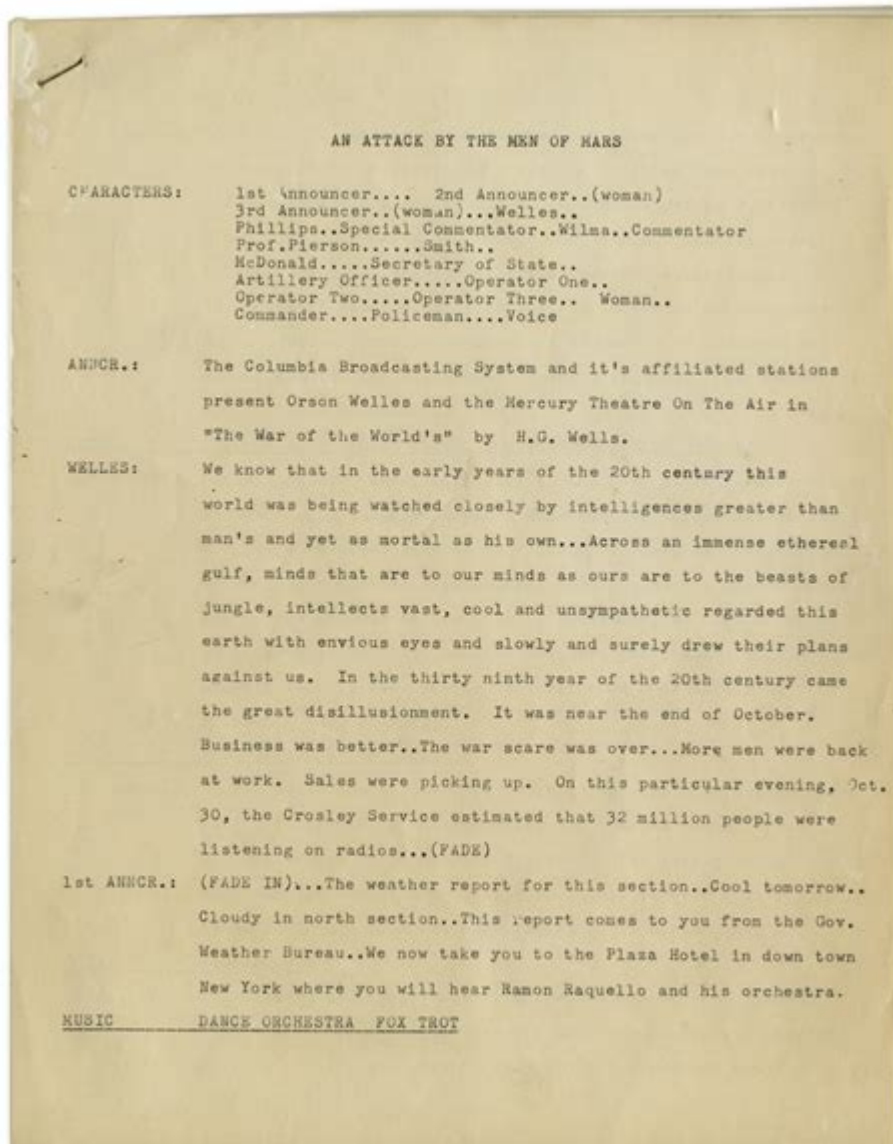 AN ATTACK BY THE MEN OF MARS
CHARACTERS: 1st Announcer.... 2nd Announcer..(woman)
3rd Announcer..(woman)...Welles..
Phillips..Special Commentator..Wilma..Commentator
Prof.Pierson......Smith..
McDonald.....Secretary of State..
Artillery Officer.....Operator One..
Operator Two.....Operator Three.. Woman..
Commander....Policeman....Voice
ANNCR.: The Columbia Broadcasting System and it's affiliated stations
present Orson Welles and the Mercury Theatre On The Air in
"The War of the World's" by H.G. Wells.
WELLES: We know that in the early years of the 20th century this
world was being watched closely by intelligences greater than
man's and yet as mortal as his own...Across an immense ethereal
gulf, minds that are to our minds as ours are to the beasts of
jungle, intellects vast, cool and unsympathetic regarded this
earth with envious eyes and slowly and surely drew their plans
against us. In the thirty ninth year of the 20th century came
the great disillusionment. It was near the end of October.
Business was better..The war scare was over...More men were back
at work. Sales were picking up. On this particular evening, Oct.
30, the Crosley Service estimated that 32 million people were
listening on radios...(FADE)
1st ANNCR.: (FADE IN)...The weather report for this section..Cool tomorrow..
Cloudy in north section..This report comes to you from the Gov.
Weather Bureau..We now take you to the Plaza Hotel in down town
New York where you will hear Ramon Raquello and his orchestra.
MUSIC DANCE ORCHESTRA FOX TROT